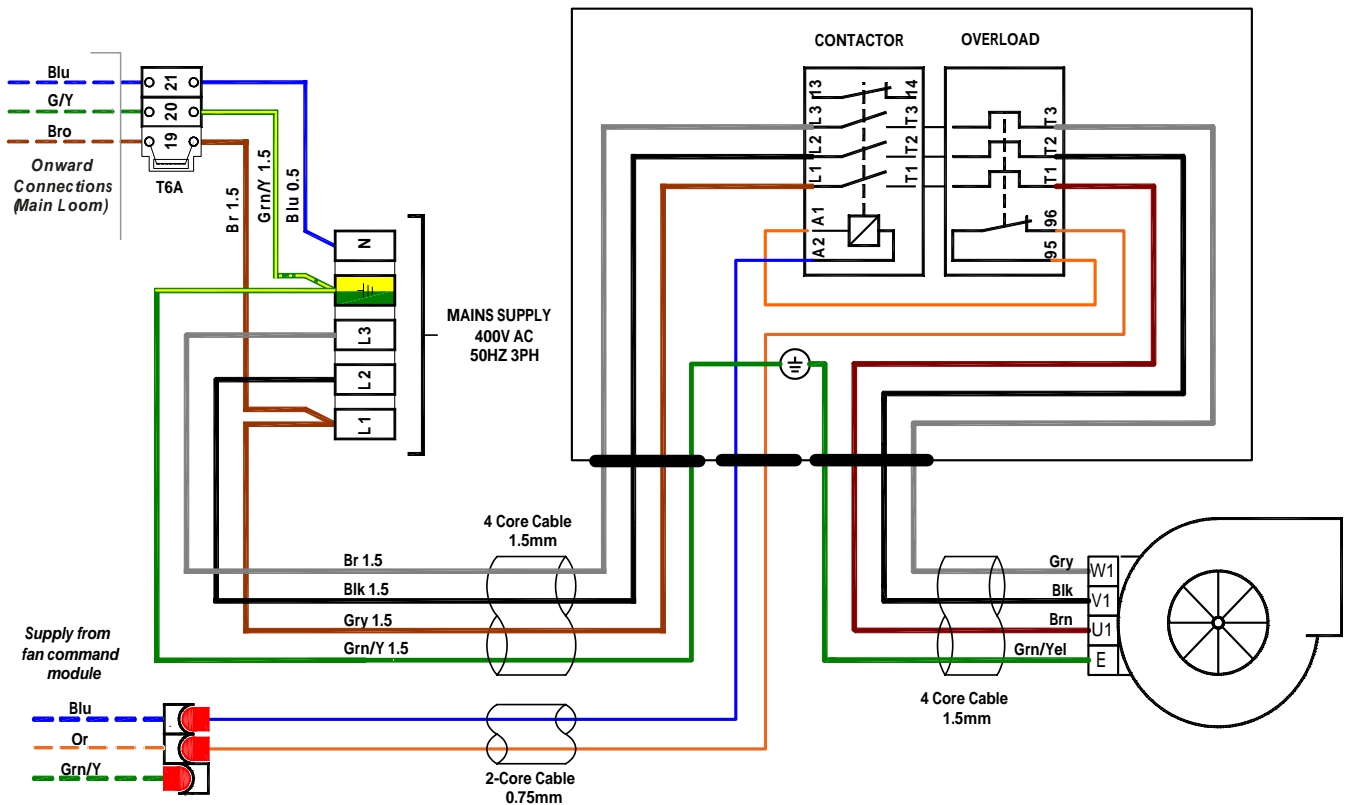 CONTACTOR
OVERLOAD
Blu
G/Y
Bro
Onward
Connections
(Main Loom)
21
20
19
T6A
Br 1.5
Grn/Y 1.5
Blu 0.5
N
L3
L2
L1
MAINS SUPPLY
400V AC
50HZ 3PH
13
14
L3
T3
L2
T2
L1
T1
A1
A2
T3
T2
T1
96
95
4 Core Cable
1.5mm
Br 1.5
Blk 1.5
Gry 1.5
Grn/Y 1.5
Gry
W1
Blk
V1
Brn
U1
Grn/Yel
E
4 Core Cable
1.5mm
Supply from
fan command
module
Blu
Or
Grn/Y
2-Core Cable
0.75mm